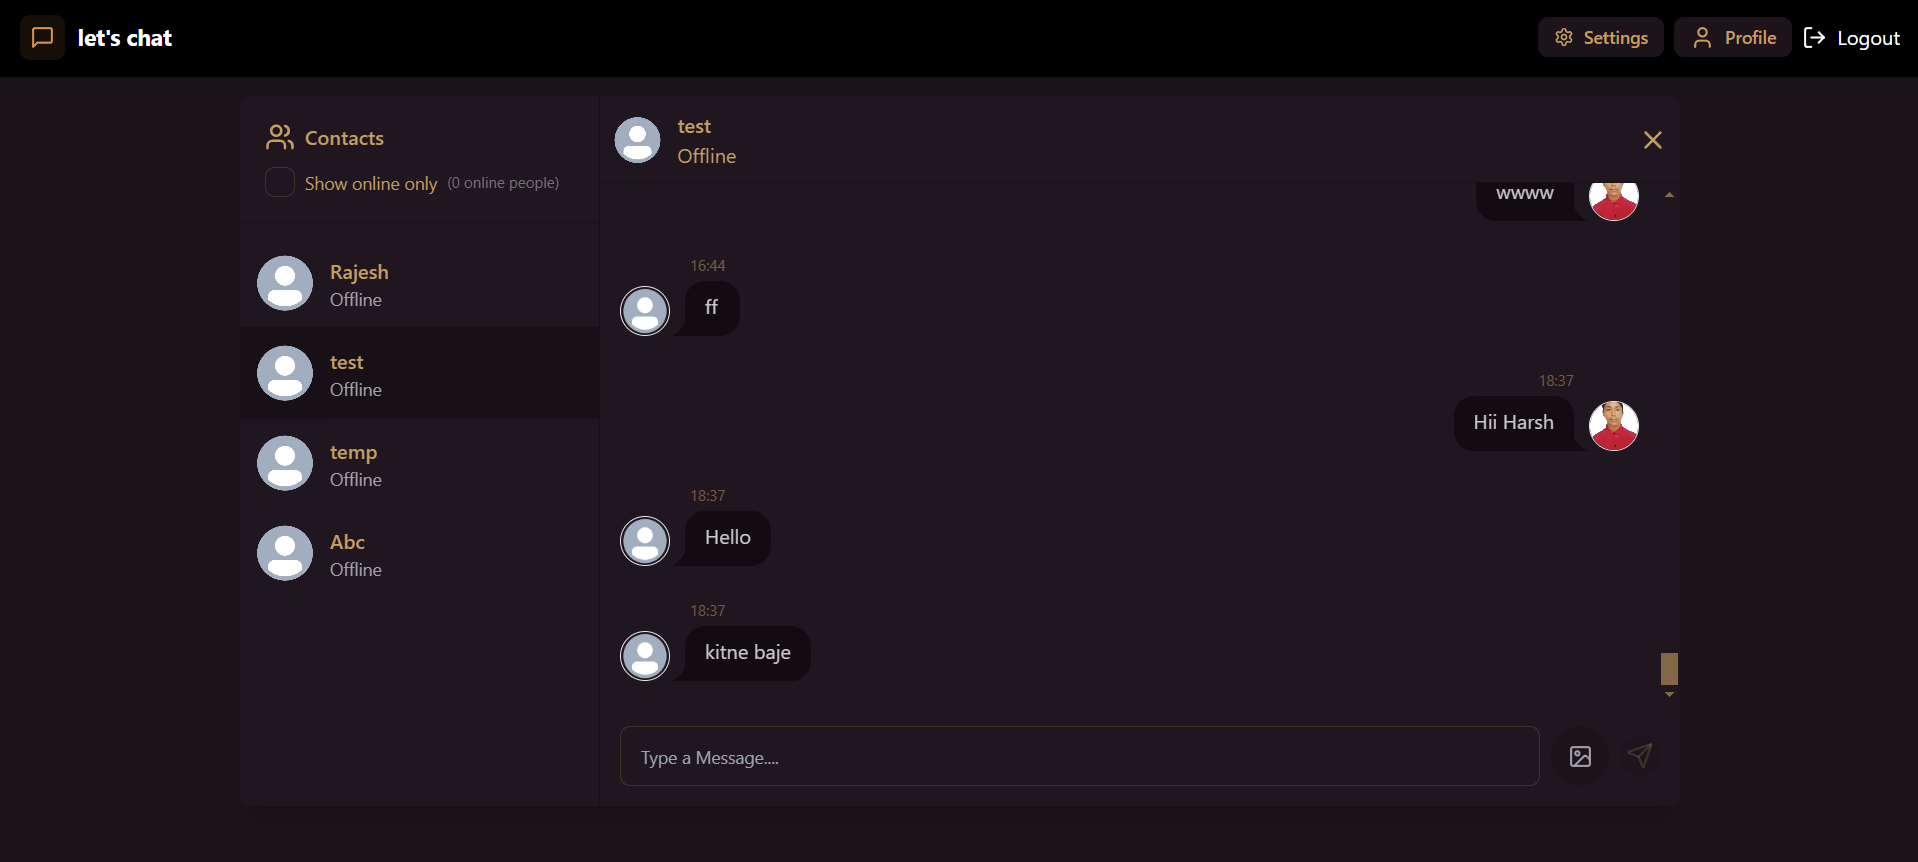 let's chat
Settings
Profile
Logout
Contacts
Show online only (0 online people)
Rajesh
Offline
test
Offline
temp
Offline
Abc
Offline
test
Offline
wwww
16:44
ff
18:37
Hii Harsh
18:37
Hello
18:37
kitne baje
Type a Message....